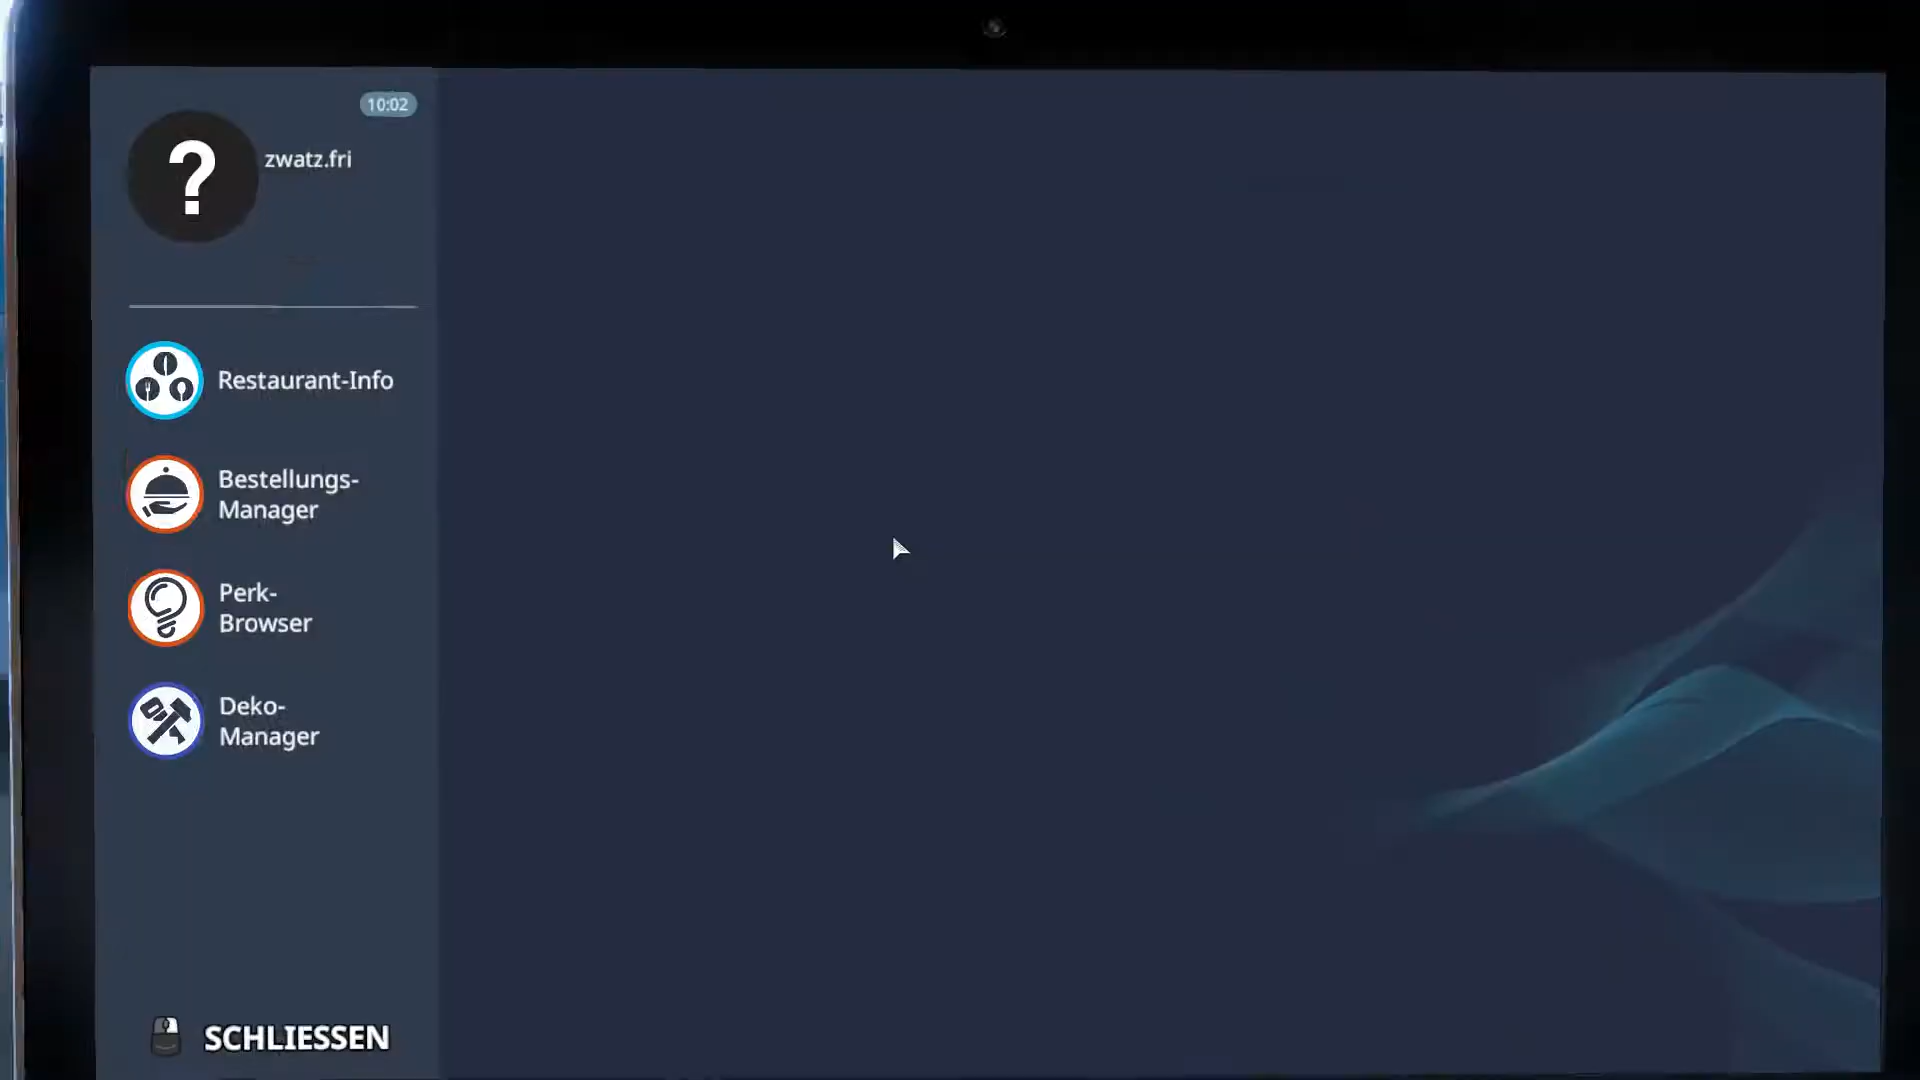 10:02
zwatz.fri
Restaurant-Info
Bestellungs-
Manager
Perk-
Browser
Deko-
Manager
SCHLIESSEN